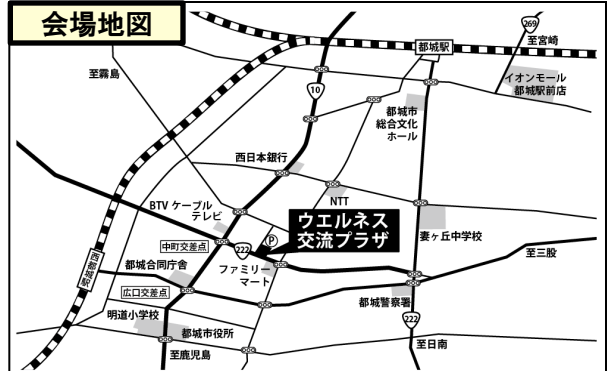 会場地図
269
至宮崎
都城駅
至霧島
イオンモール
都城駅前店
10
都城市
総合文化
ホール
西日本銀行
NTT
BTV ケーブル
テレビ
ウエルネス
交流プラザ
P
妻ヶ丘中学校
中町交差点
222
至三股
西都城駅
都城合同庁舎
ファミリー
マート
広口交差点
都城警察署
明道小学校
222
都城市役所
至日南
至鹿児島